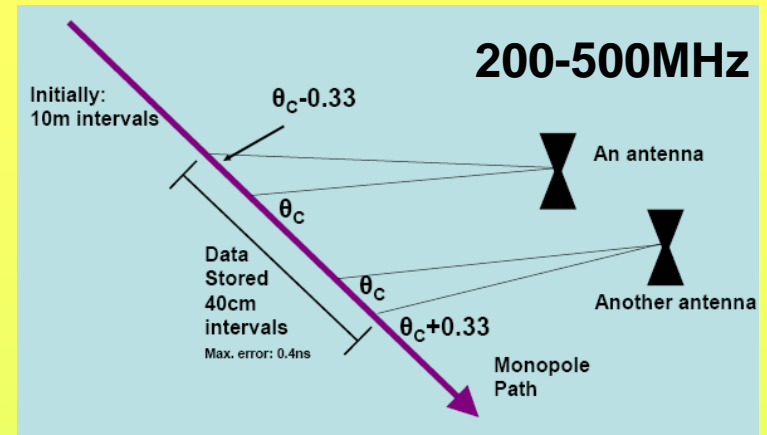 200-500MHz
Initially:
10m intervals
θC-0.33
An antenna
θC
Data
Stored
40cm
intervals
Max. error: 0.4ns
θC
Another antenna
θC+0.33
Monopole
Path